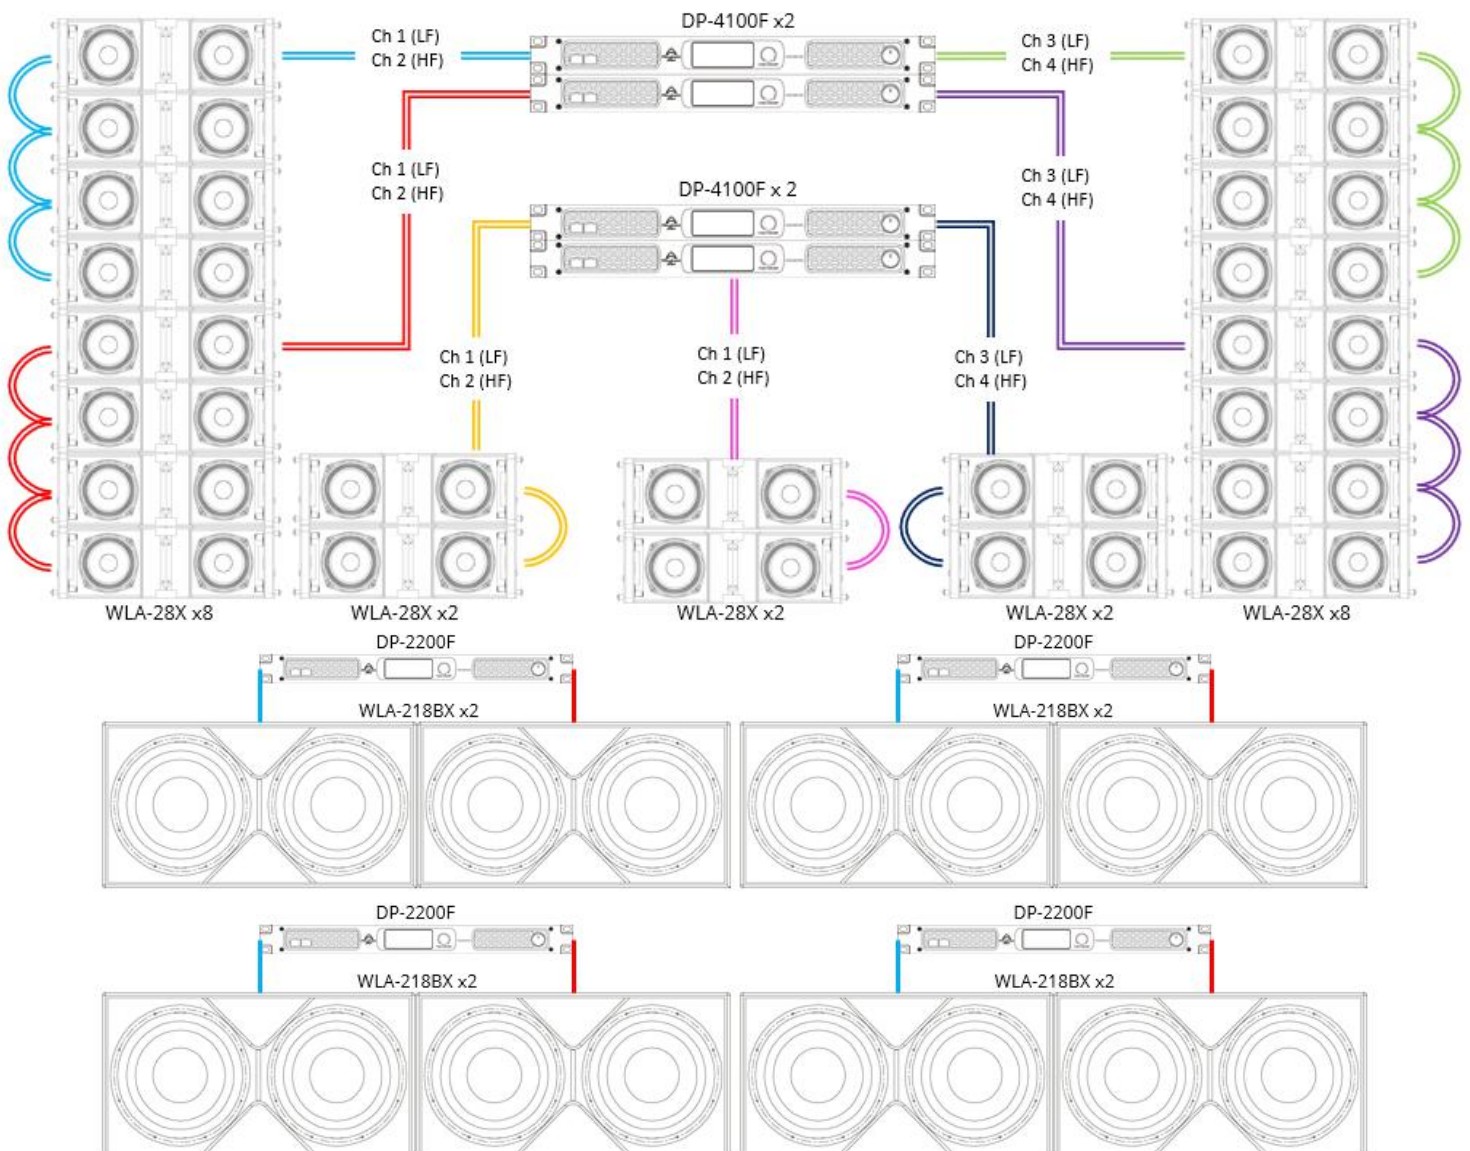 DP-4100F x2
Ch 1 (LF)
Ch 2 (HF)
Ch 3 (LF)
Ch 4 (HF)
Ch 1 (LF)
Ch 2 (HF)
DP-4100F x 2
Ch 3 (LF)
Ch 4 (HF)
Ch 1 (LF)
Ch 2 (HF)
Ch 1 (LF)
Ch 2 (HF)
Ch 3 (LF)
Ch 4 (HF)
WLA-28X x8
WLA-28X x2
WLA-28X x2
WLA-28X x2
WLA-28X x8
DP-2200F
DP-2200F
WLA-218BX x2
WLA-218BX x2
DP-2200F
DP-2200F
WLA-218BX x2
WLA-218BX x2